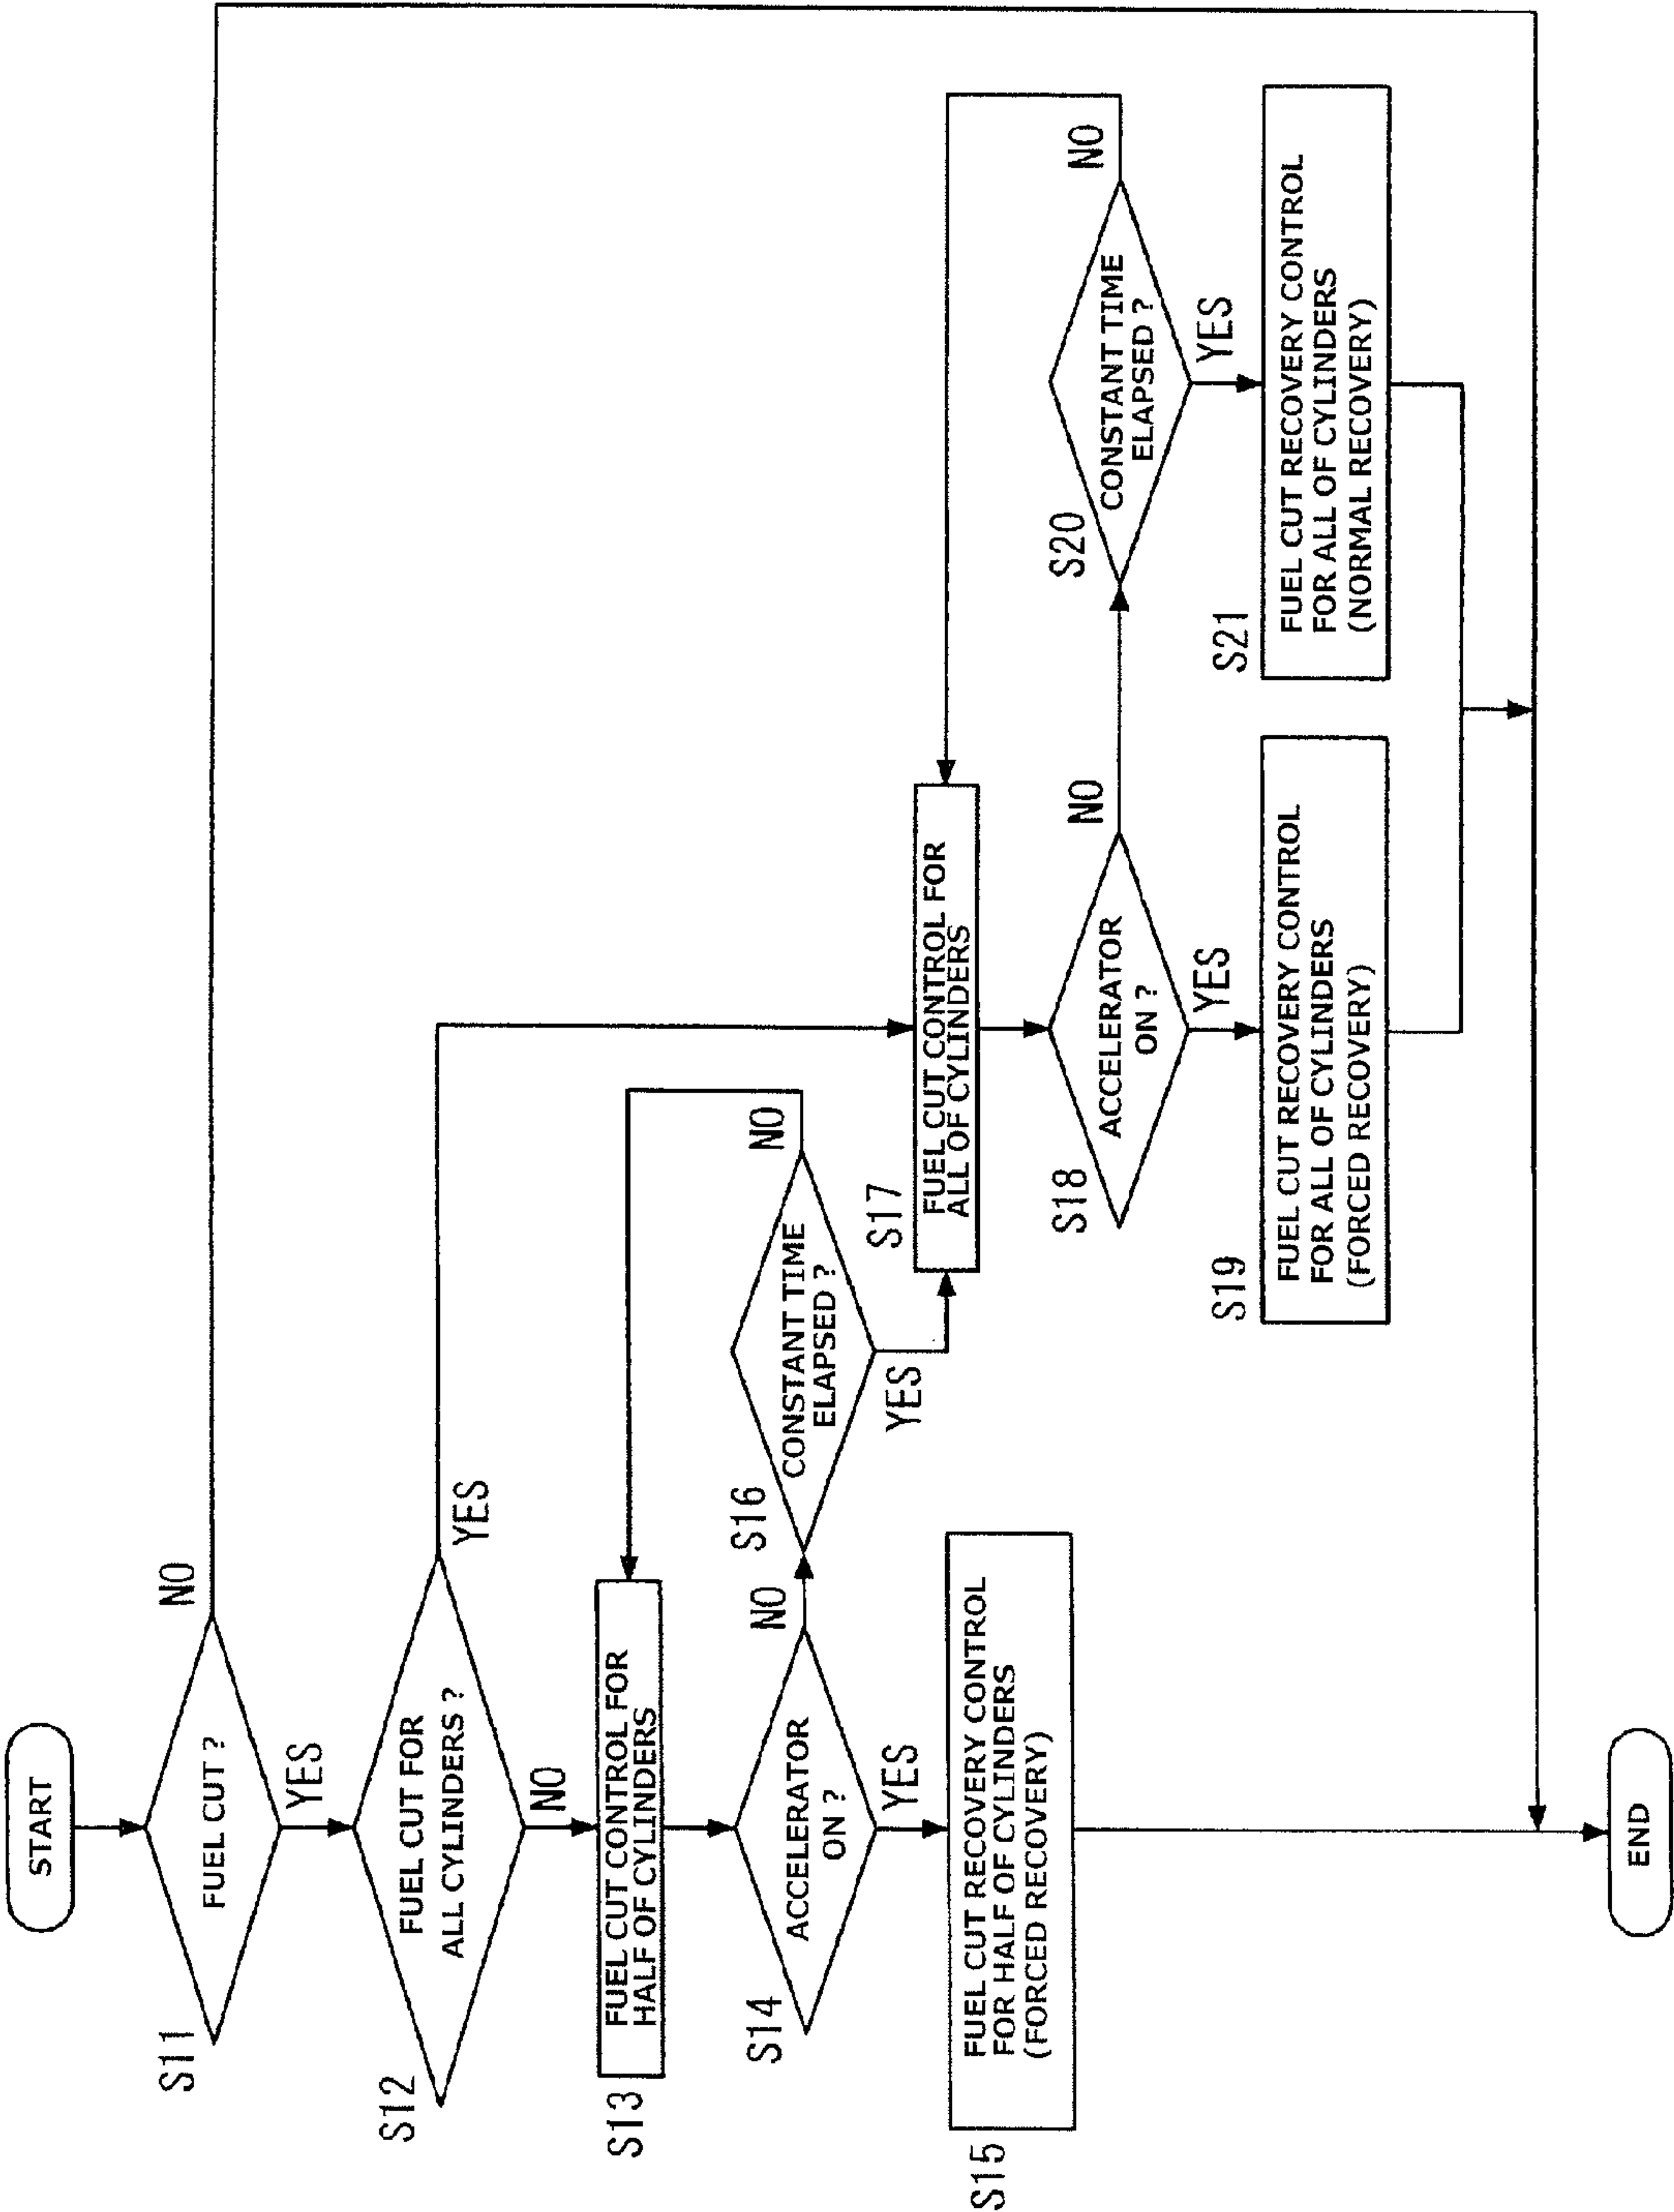 START
S11
FUEL CUT ?
NO
YES
S12
FUEL CUT FOR
ALL CYLINDERS ?
YES
NO
S13
FUEL CUT CONTROL FOR
HALF OF CYLINDERS
S14
ACCELERATOR
ON ?
NO
YES
S15
FUEL CUT RECOVERY CONTROL
FOR HALF OF CYLINDERS
(FORCED RECOVERY)
S16
CONSTANT TIME
ELAPSED ?
NO
YES
S17
FUEL CUT CONTROL FOR
ALL OF CYLINDERS
S18
ACCELERATOR
ON ?
NO
YES
S19
FUEL CUT RECOVERY CONTROL
FOR ALL OF CYLINDERS
(FORCED RECOVERY)
S20
CONSTANT TIME
ELAPSED ?
NO
YES
S21
FUEL CUT RECOVERY CONTROL
FOR ALL OF CYLINDERS
(NORMAL RECOVERY)
END